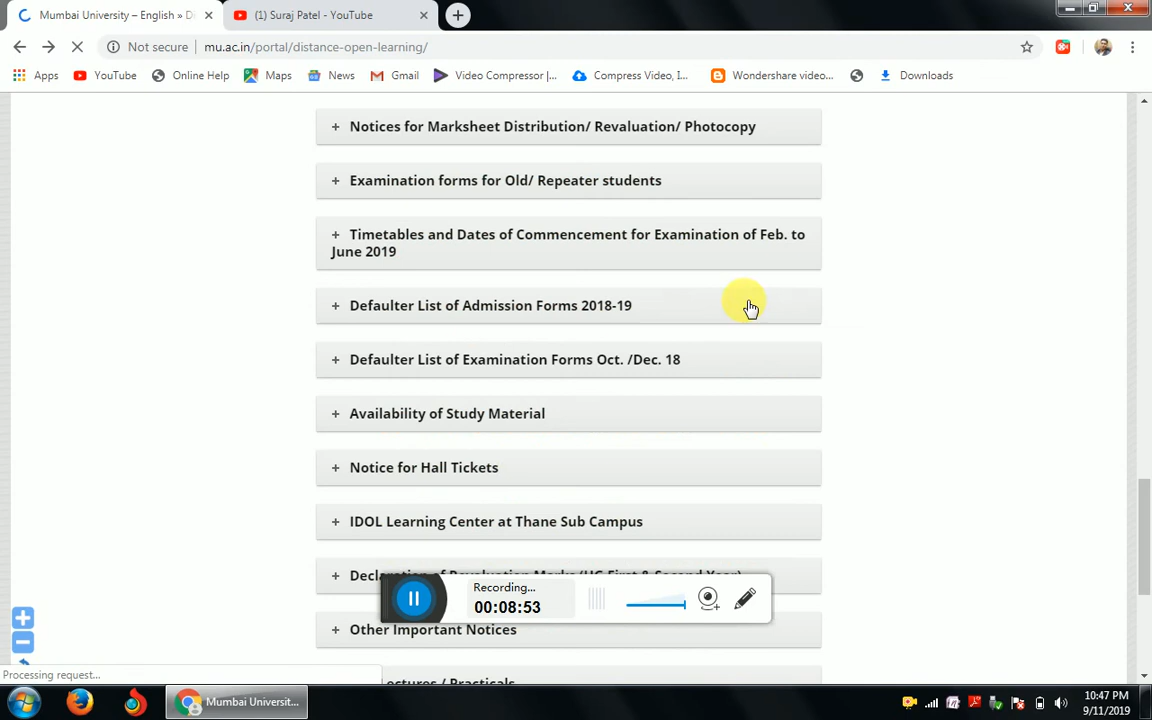 Mumbai University – English » D
(1) Suraj Patel - YouTube
Not secure
mu.ac.in/portal/distance-open-learning/
Apps
YouTube
Online Help
Maps
News
Gmail
Video Compressor |...
Compress Video, I...
Wondershare video...
Downloads
+ Notices for Marksheet Distribution/ Revaluation/ Photocopy
+ Examination forms for Old/ Repeater students
+ Timetables and Dates of Commencement for Examination of Feb. to
June 2019
+ Defaulter List of Admission Forms 2018-19
+ Defaulter List of Examination Forms Oct. /Dec. 18
+ Availability of Study Material
+ Notice for Hall Tickets
+ IDOL Learning Center at Thane Sub Campus
Recording...
00:08:53
+ Other Important Notices
Processing request...
Lectures / Practicals
Mumbai Universit...
10:47 PM
9/11/2019